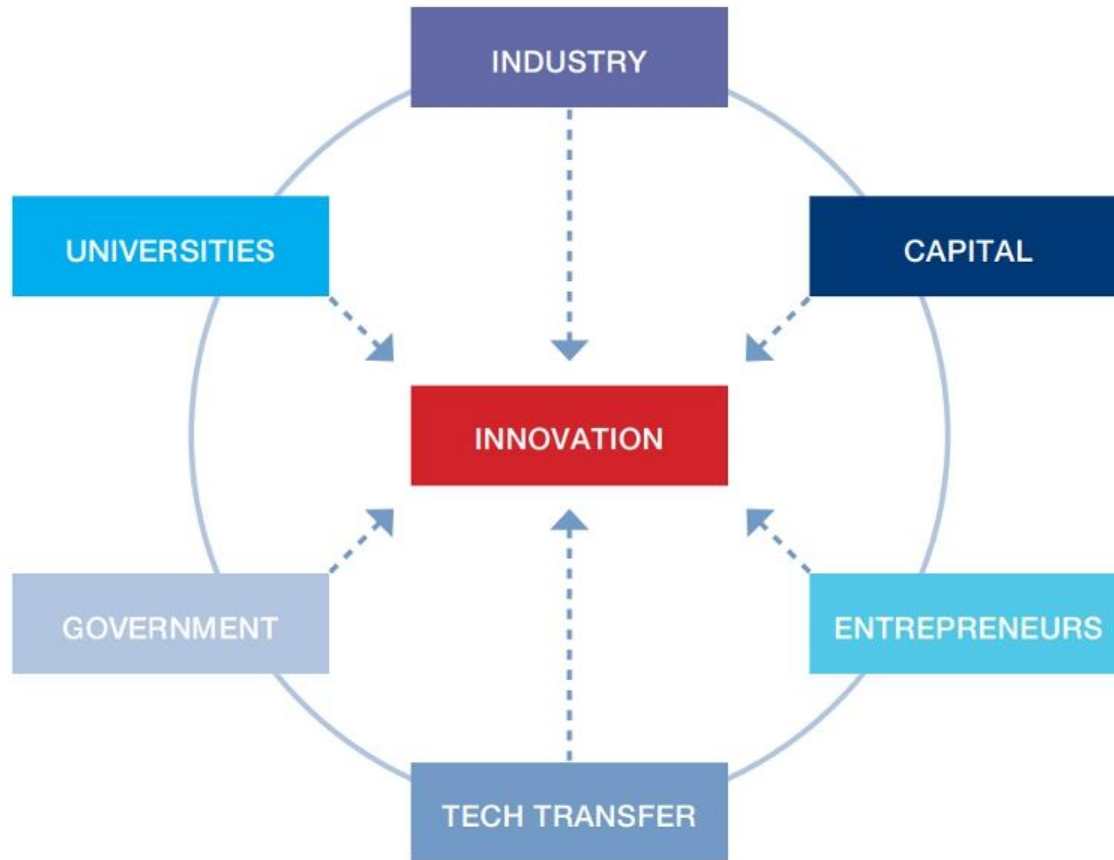 INDUSTRY
UNIVERSITIES
CAPITAL
INNOVATION
GOVERNMENT
ENTREPRENEURS
TECH TRANSFER